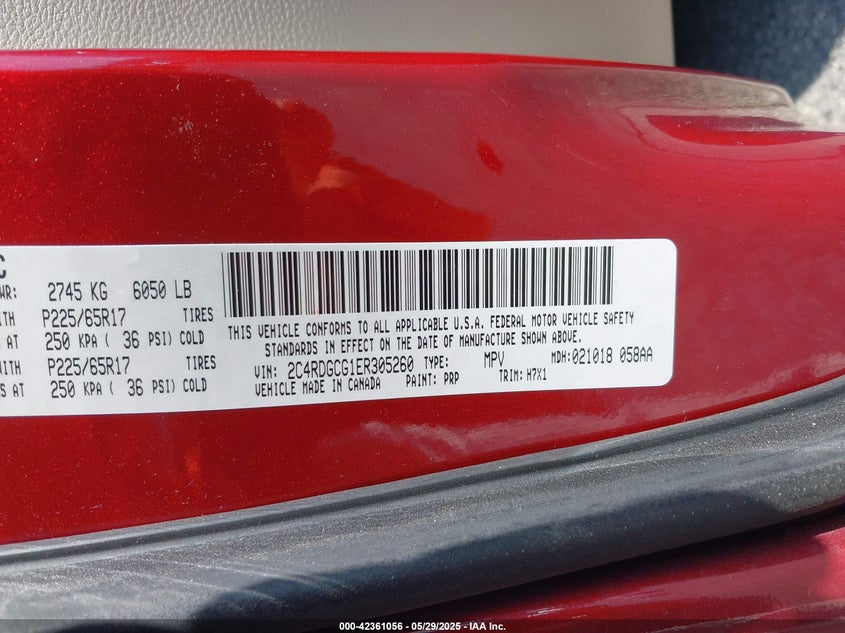 C
WR: 2745 KG 6050 LB
ITH P225/65R17 TIRES
S AT 250 KPA ( 36 PSI) COLD
WITH P225/65R17 TIRES
S AT 250 KPA ( 36 PSI) COLD
THIS VEHICLE CONFORMS TO ALL APPLICABLE U.S.A. FEDERAL MOTOR VEHICLE SAFETY
STANDARDS IN EFFECT ON THE DATE OF MANUFACTURE SHOWN ABOVE.
VIN: 2C4RDGCG1ER305260 TYPE: MPV MDH: 021018 058AA
VEHICLE MADE IN CANADA PAINT: PRP TRIM: H7X1
000-42361056 - 05/29/2025 - IAA Inc.